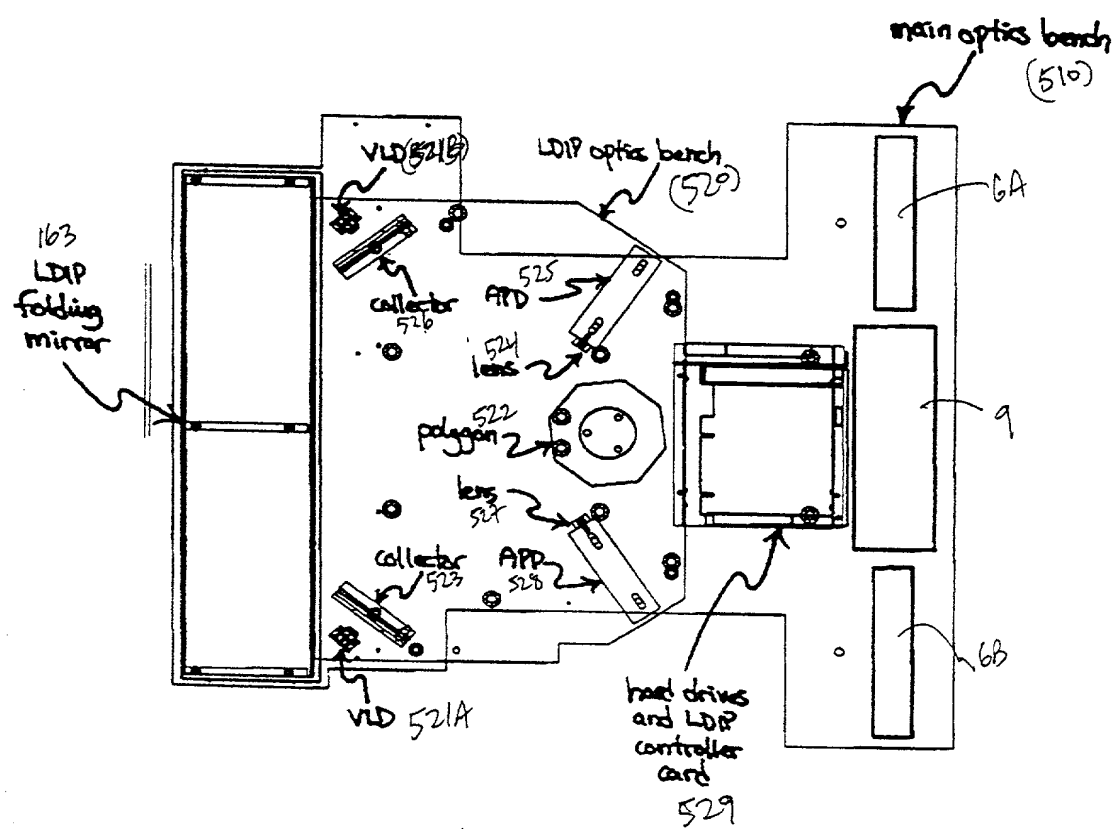 main optics bench
(510)
VLD (521B)
LDIP optics bench
(520)
6A
163
LDIP
folding
mirror
collector
526
525
APD
524
lens
522
polygon
9
lens
527
collector
523
APD
528
6B
VLD 521A
hard drives
and LDIP
controller
card
529